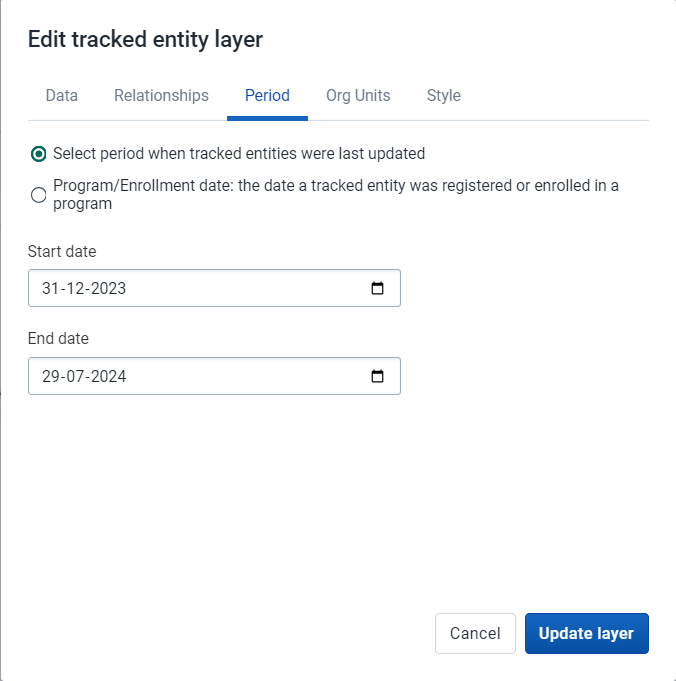 Edit tracked entity layer
Data Relationships Period Org Units Style
Select period when tracked entities were last updated
Program/Enrollment date: the date a tracked entity was registered or enrolled in a
program
Start date
31-12-2023
End date
29-07-2024
Cancel Update layer